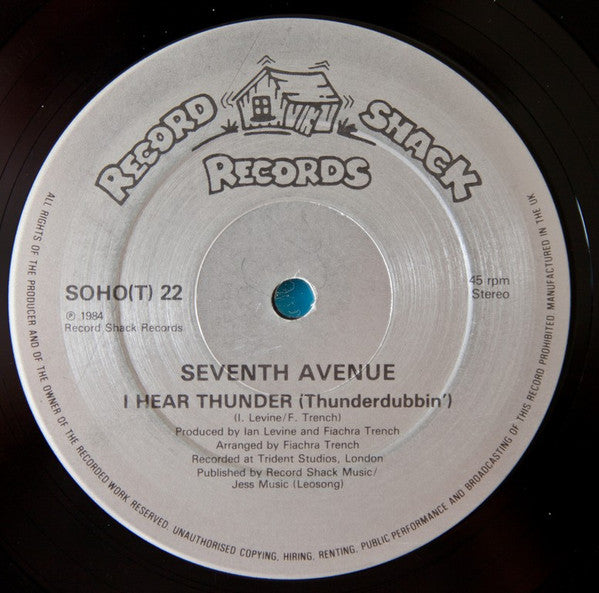 RECORD SHACK
RECORDS
SOHO(T) 22
℗ 1984
Record Shack Records
45 rpm
Stereo
SEVENTH AVENUE
I HEAR THUNDER (Thunderdubbin')
(I. Levine/F. Trench)
Produced by Ian Levine and Fiachra Trench
Arranged by Fiachra Trench
Recorded at Trident Studios, London
Published by Record Shack Music/
Jess Music (Leosong)
ALL RIGHTS OF THE PRODUCER AND OF THE OWNER OF THE RECORDED WORK RESERVED. UNAUTHORISED COPYING, HIRING, RENTING, PUBLIC PERFORMANCE AND BROADCASTING OF THIS RECORD PROHIBITED. MANUFACTURED IN THE UK